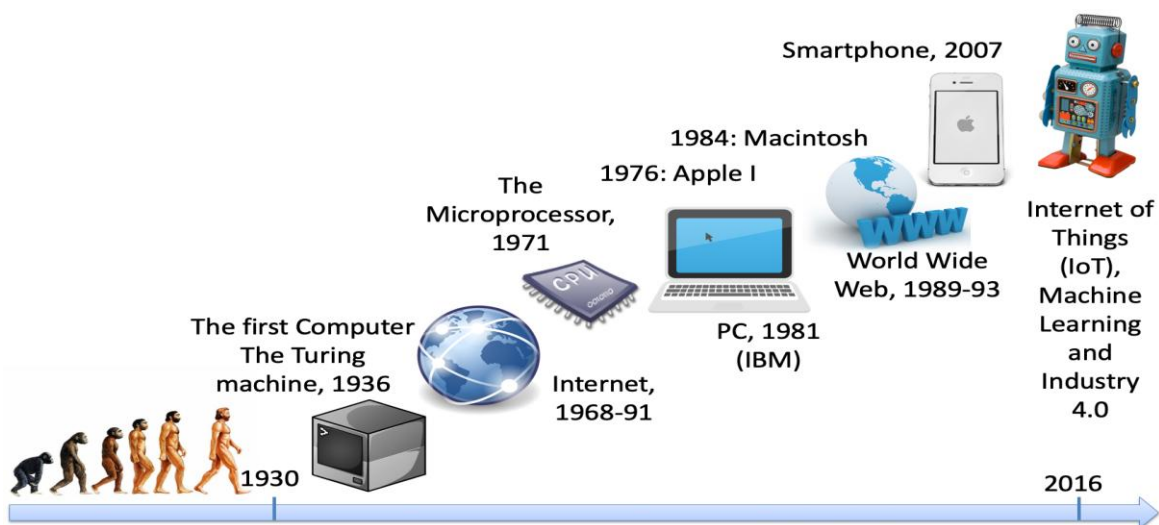 Smartphone, 2007
1984: Macintosh
1976: Apple I
The
Microprocessor,
1971
CPU
WWW
World Wide
Web, 1989-93
Internet of
Things
(IoT),
Machine
Learning
and
Industry
4.0
PC, 1981
(IBM)
The first Computer
The Turing
machine, 1936
Internet,
1968-91
>
1930
2016